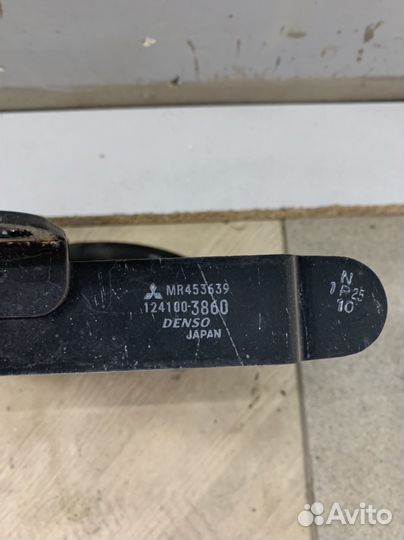 MR453639
124100-3860
DENSO
JAPAN
N
1P25
10
Avito